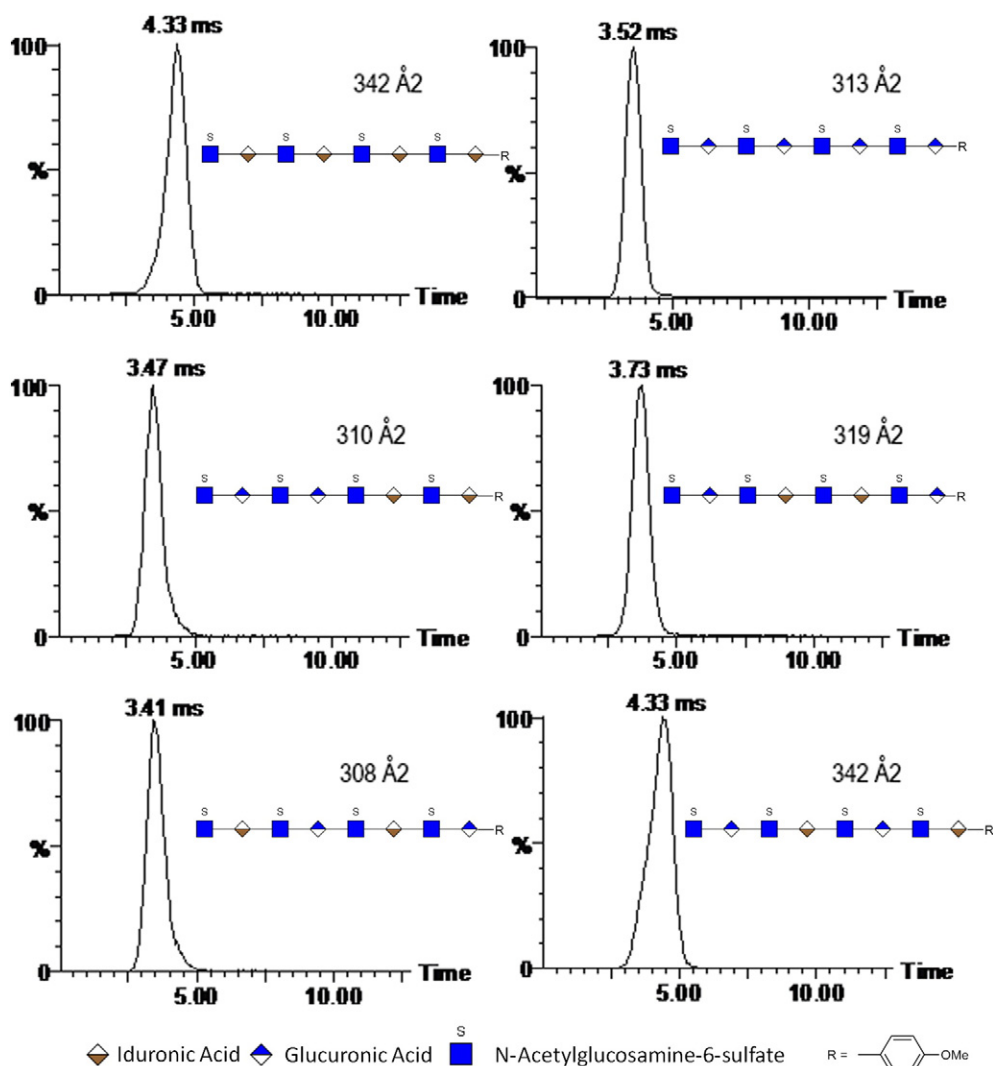 4.33 ms
100
342 Å2
S S S S
R
%
0
Time
5.00 10.00
3.52 ms
100
313 Å2
S S S S
R
%
0
Time
5.00 10.00
3.47 ms
100
310 Å2
S S S S
R
%
0
Time
5.00 10.00
3.73 ms
100
319 Å2
S S S S
R
%
0
Time
5.00 10.00
3.41 ms
100
308 Å2
S S S S
R
%
0
Time
5.00 10.00
4.33 ms
100
342 Å2
S S S S
R
%
0
Time
5.00 10.00
Iduronic Acid
Glucuronic Acid
S
N-Acetylglucosamine-6-sulfate
R = OMe